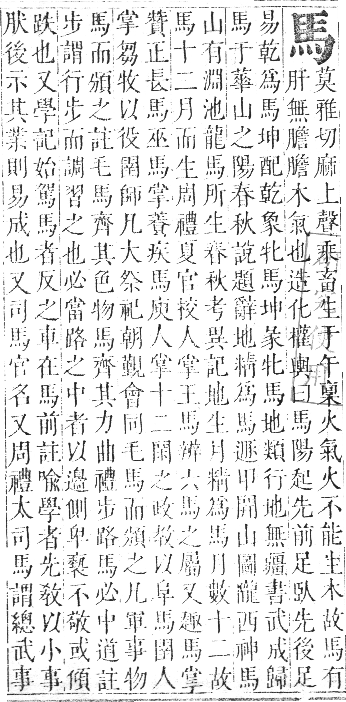 馬 莫雅切麻上聲乘畜生于午稟火氣火不能生木故馬有
肝無膽膽木氣也造化權輿曰馬陽起先前足臥先後足
易乾爲馬坤配乾象牝馬坤彖牝馬地類行地無疆書武成歸
馬于華山之陽春秋說題辭地精爲馬遁甲開山圖隴西神馬
山有淵池龍馬所生春秋考異記地生月精爲馬月數十二故
馬十二月而生周禮夏官校人掌王馬辨六馬之屬又趣馬掌
贊正良馬巫馬掌養疾馬庾人掌十二閑之政敎以阜馬圉人
掌芻牧以役圉師凡大祭祀朝覲會同毛馬而頒之凡軍事物
馬而頒之註毛馬齊其色物馬齊其力曲禮步路馬必中道註
步謂行步而調習之也必當路之中者以邊側卑褻不敬或傾
跌也又學記始駕馬者反之車在馬前註喩學者先敎以小事
肰後示其業則易成也又司馬官名又周禮大司馬謂總武事